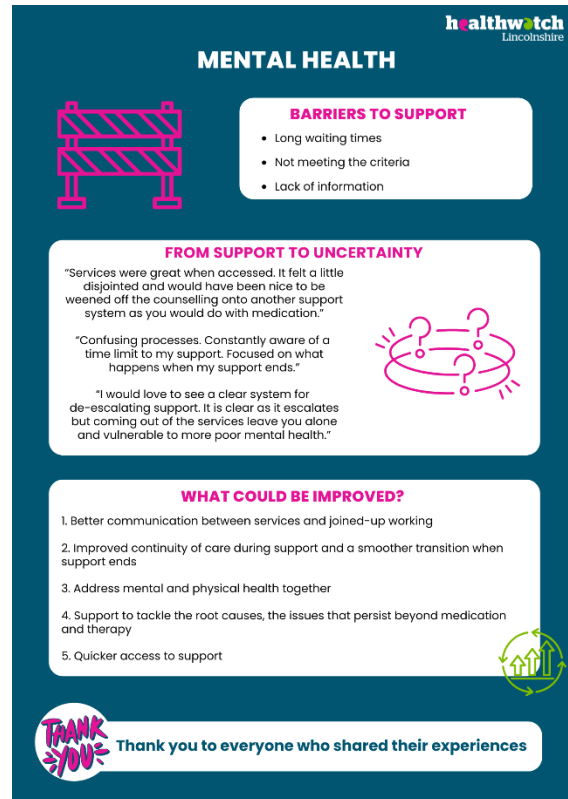 healthwatch
Lincolnshire
MENTAL HEALTH
BARRIERS TO SUPPORT
• Long waiting times
• Not meeting the criteria
• Lack of information
FROM SUPPORT TO UNCERTAINTY
“Services were great when accessed. It felt a little
disjointed and would have been nice to be
weened off the counselling onto another support
system as you would do with medication.”
“Confusing processes. Constantly aware of a
time limit to my support. Focused on what
happens when my support ends.”
“I would love to see a clear system for
de-escalating support. It is clear as it escalates
but coming out of the services leave you alone
and vulnerable to more poor mental health.”
WHAT COULD BE IMPROVED?
1. Better communication between services and joined-up working
2. Improved continuity of care during support and a smoother transition when
support ends
3. Address mental and physical health together
4. Support to tackle the root causes, the issues that persist beyond medication
and therapy
5. Quicker access to support
THANK
YOU
Thank you to everyone who shared their experiences